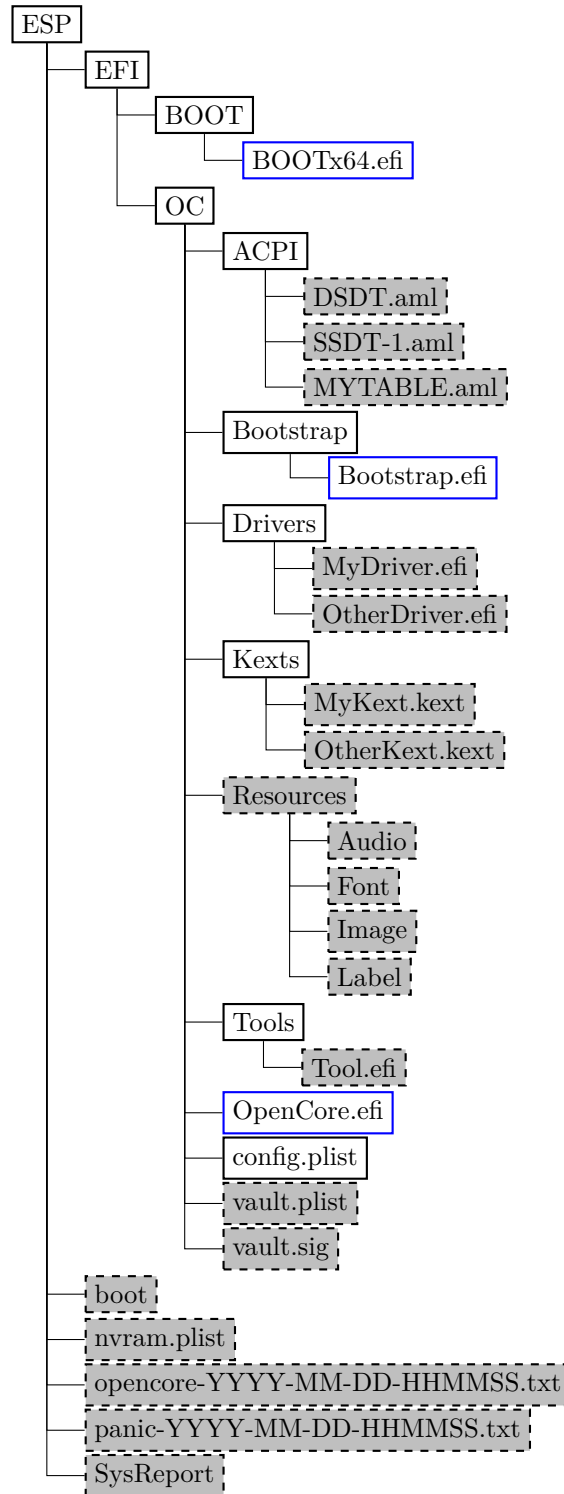 ESP
EFI
BOOT
BOOTx64.efi
OC
ACPI
DSDT.aml
SSDT-1.aml
MYTABLE.aml
Bootstrap
Bootstrap.efi
Drivers
MyDriver.efi
OtherDriver.efi
Kexts
MyKext.kext
OtherKext.kext
Resources
Audio
Font
Image
Label
Tools
Tool.efi
OpenCore.efi
config.plist
vault.plist
vault.sig
boot
nvram.plist
opencore-YYYY-MM-DD-HHMMSS.txt
panic-YYYY-MM-DD-HHMMSS.txt
SysReport